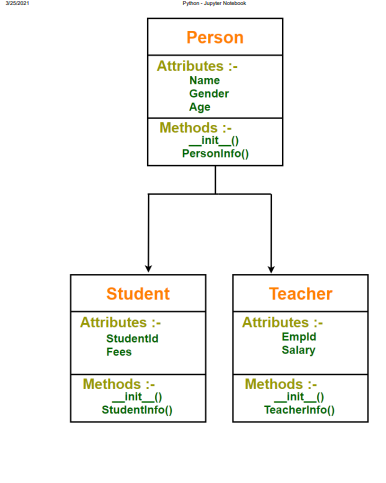 3/25/2021
Python - Jupyter Notebook
Person
Attributes :-
Name
Gender
Age
Methods :-
__init__()
PersonInfo()
Student
Attributes :-
StudentId
Fees
Methods :-
__init__()
StudentInfo()
Teacher
Attributes :-
EmpId
Salary
Methods :-
__init__()
TeacherInfo()